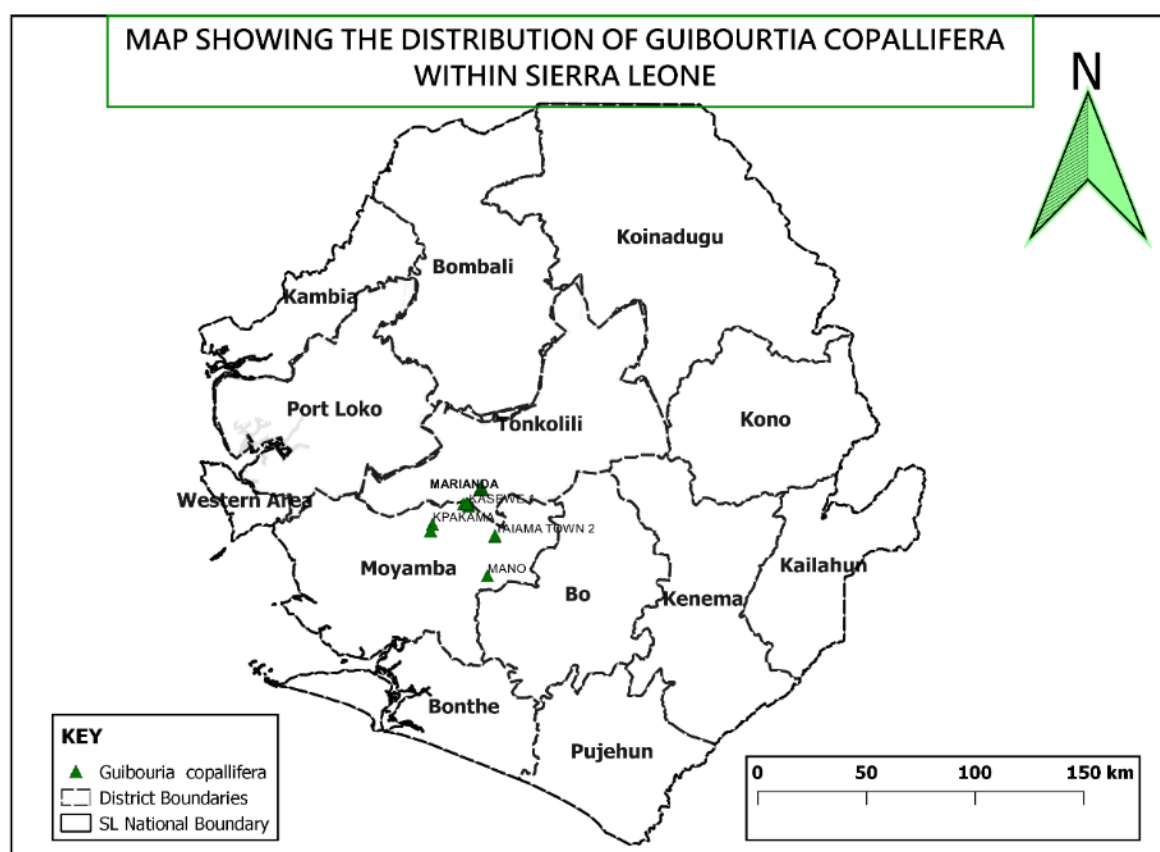 MAP SHOWING THE DISTRIBUTION OF GUIBOURTIA COPALLIFERA
WITHIN SIERRA LEONE
N
Koinadugu
Bombali
Kambia
Port Loko
Tonkolili
Kono
MARIANDA
Western Area
KASEWE
KPAKAMA
TAIAMA TOWN 2
Moyamba
MANO
Kailahun
Bo
Kenema
Bonthe
Pujehun
KEY
Guibouria copallifera
District Boundaries
SL National Boundary
0 50 100 150 km